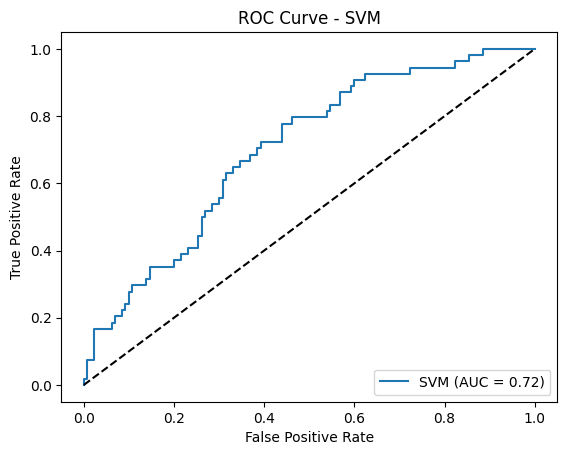 ROC Curve - SVM
True Positive Rate
1.0
0.8
0.6
0.4
0.2
0.0
SVM (AUC = 0.72)
0.0 0.2 0.4 0.6 0.8 1.0
False Positive Rate